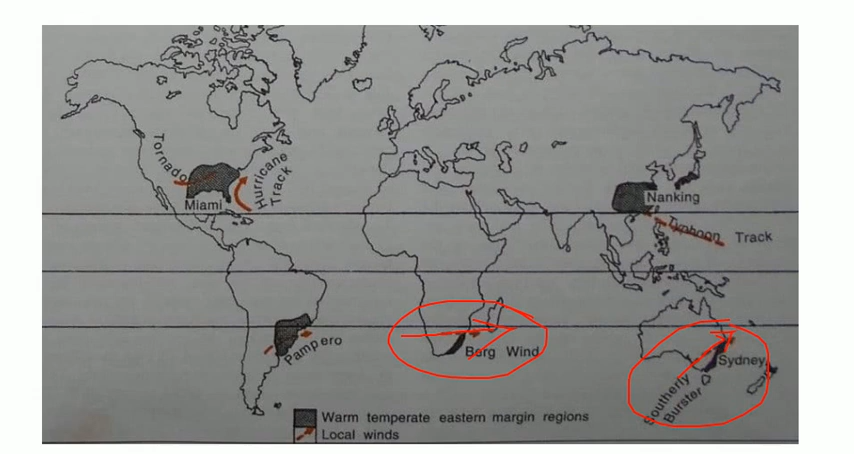 Tornado
Hurricane
Track
Miami
Nanking
Typhoon Track
Pampero
Berg Wind
Sydney
Southerly
Burster
Warm temperate eastern margin regions
Local winds